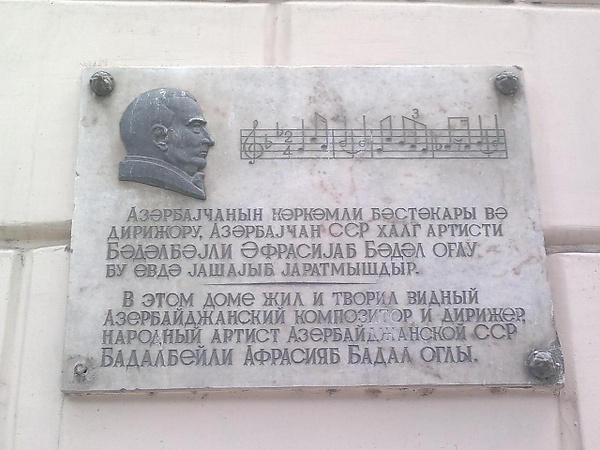 Азәрбајҹанын көркәмли бәстәкары вә
дирижору, Азәрбајҹан ССР халг артисти
Бәдәлбәјли Әфрасијаб Бәдәл оғлу
бу евдә јашајыб јаратмышдыр.
В этом доме жил и творил видный
Азербайджанский композитор и дирижер,
народный артист Азербайджанской ССР
Бадалбейли Афрасияб Бадал оглы.